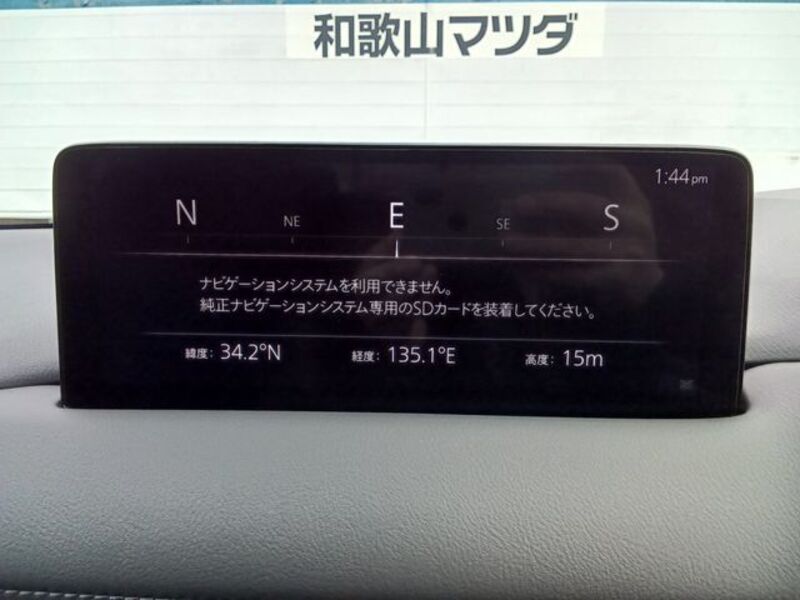 和歌山マツダ
1:44 pm
N NE E SE S
ナビゲーションシステムを利用できません。
純正ナビゲーションシステム専用のSDカードを装着してください。
緯度: 34.2°N 経度: 135.1°E 高度: 15m